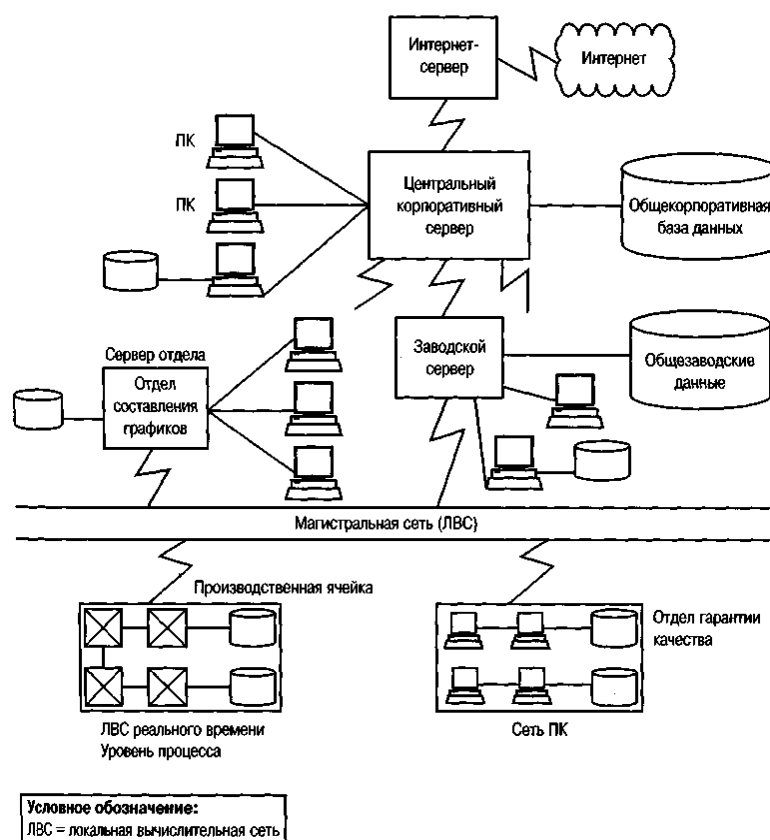 Интернет-
сервер
Интернет
ПК
ПК
Центральный
корпоративный
сервер
Общекорпоративная
база данных
Сервер отдела
Отдел
составления
графиков
Заводской
сервер
Общезаводские
данные
Магистральная сеть (ЛВС)
Производственная ячейка
Отдел гарантии
качества
ЛВС реального времени
Уровень процесса
Сеть ПК
Условное обозначение:
ЛВС = локальная вычислительная сеть